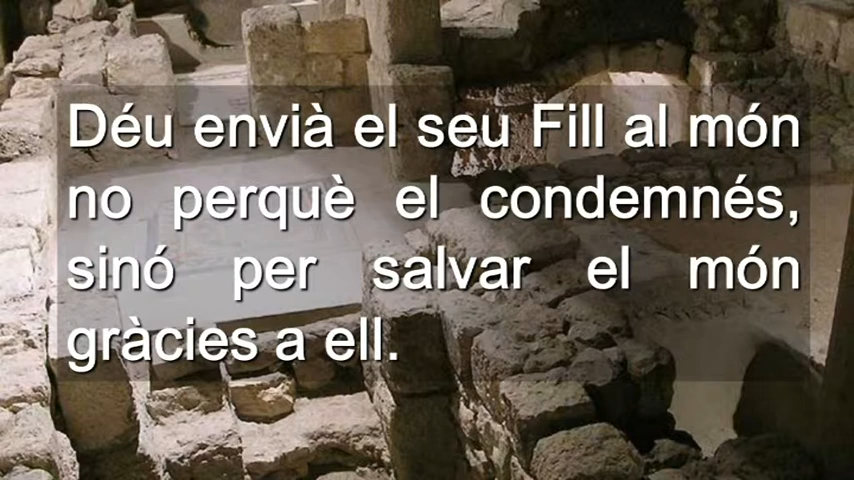 Déu envià el seu Fill al món
no perquè el condemnés,
sinó per salvar el món
gràcies a ell.